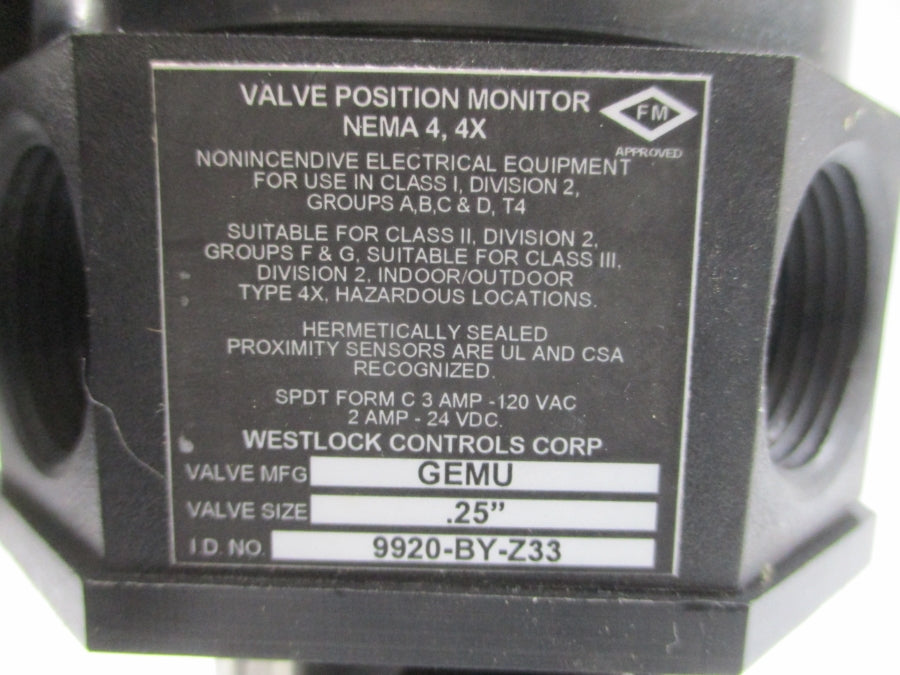 VALVE POSITION MONITOR
NEMA 4, 4X
FM
APPROVED
NONINCENDIVE ELECTRICAL EQUIPMENT
FOR USE IN CLASS I, DIVISION 2,
GROUPS A,B,C & D, T4
SUITABLE FOR CLASS II, DIVISION 2,
GROUPS F & G, SUITABLE FOR CLASS III,
DIVISION 2, INDOOR/OUTDOOR
TYPE 4X, HAZARDOUS LOCATIONS.
HERMETICALLY SEALED
PROXIMITY SENSORS ARE UL AND CSA
RECOGNIZED.
SPDT FORM C 3 AMP -120 VAC
2 AMP - 24 VDC.
WESTLOCK CONTROLS CORP
VALVE MFG GEMU
VALVE SIZE .25”
I.D. NO. 9920-BY-Z33